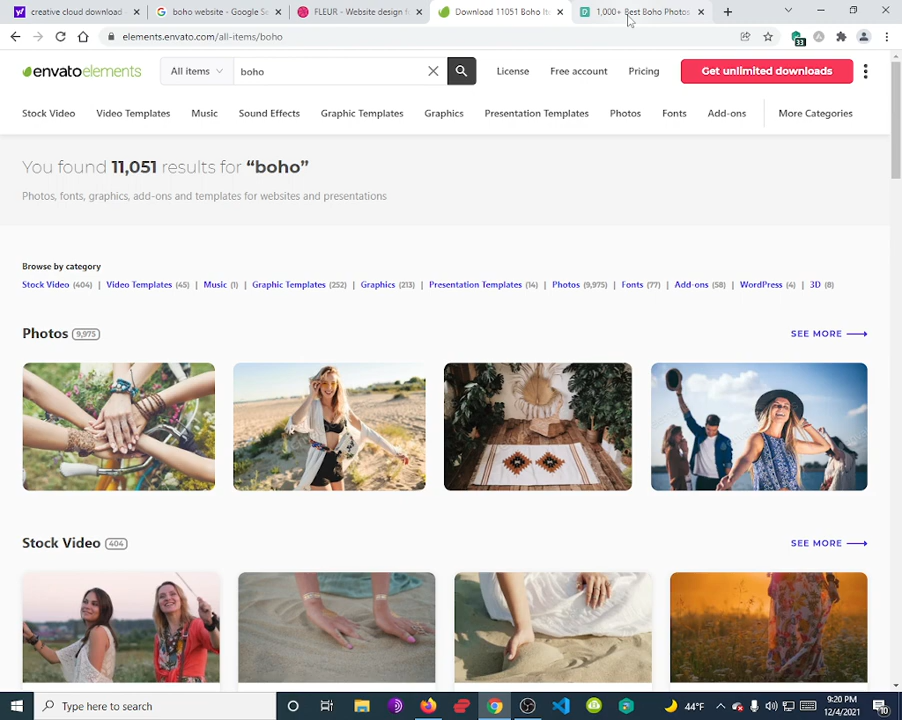 creative cloud download
boho website - Google Se
FLEUR - Website design f
Download 11051 Boho Ite
1,000+ Best Boho Photos
elements.envato.com/all-items/boho
33
envatoelements
All items
boho
License
Free account
Pricing
Get unlimited downloads
Stock Video
Video Templates
Music
Sound Effects
Graphic Templates
Graphics
Presentation Templates
Photos
Fonts
Add-ons
More Categories
You found 11,051 results for “boho”
Photos, fonts, graphics, add-ons and templates for websites and presentations
Browse by category
Stock Video (404) | Video Templates (45) | Music (1) | Graphic Templates (252) | Graphics (213) | Presentation Templates (14) | Photos (9,975) | Fonts (77) | Add-ons (58) | WordPress (4) | 3D (8)
Photos 9,975
SEE MORE
Stock Video 404
SEE MORE
Type here to search
44°F
9:20 PM
12/4/2021
10